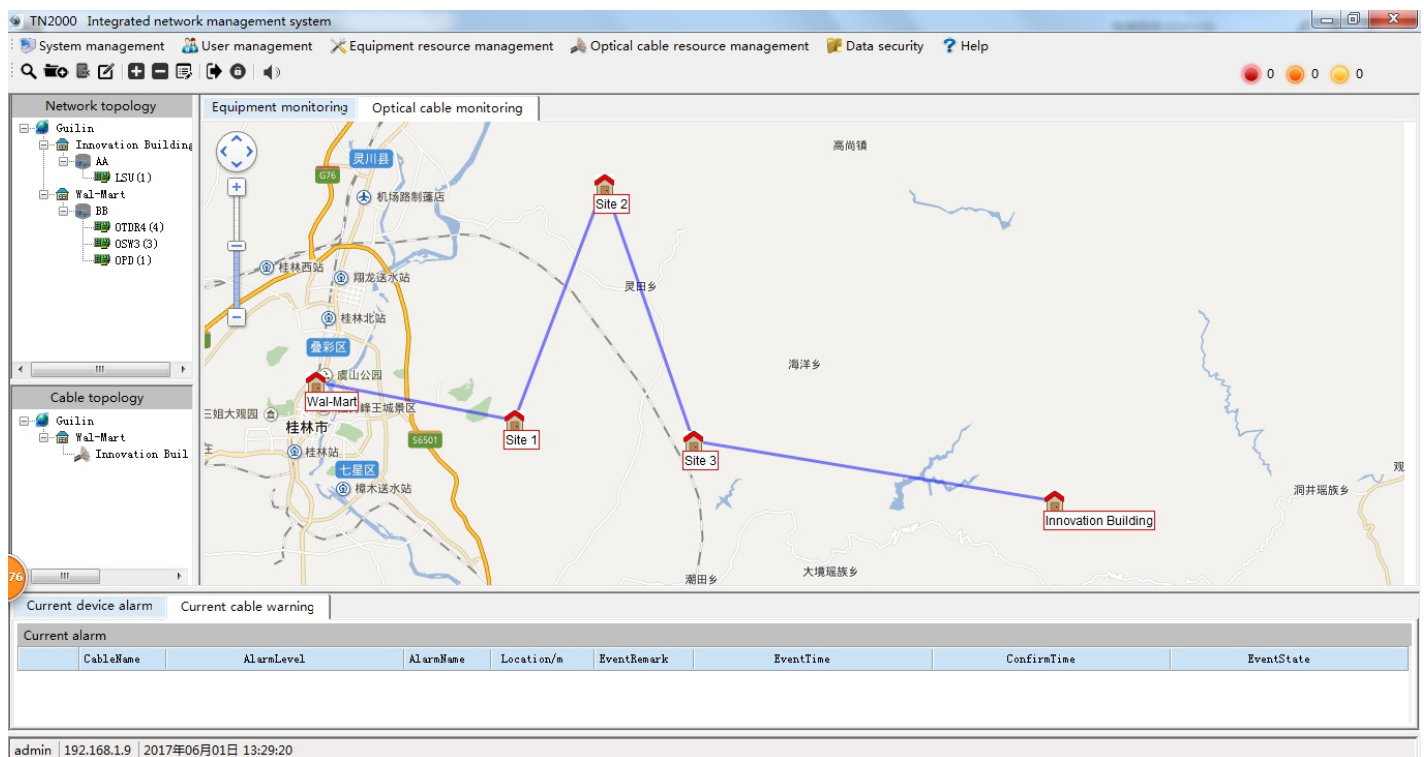 TN2000 Integrated network management system
System management User management Equipment resource management Optical cable resource management Data security ? Help
0 0 0
Network topology
Guilin
Innovation Building
AA
LSU(1)
Wal-Mart
BB
OTDR4(4)
OSW3(3)
OPD(1)
Cable topology
Guilin
Wal-Mart
Innovation Buil
76
Equipment monitoring Optical cable monitoring
高尚镇
灵川县
G76
机场路制蓬店
Site 2
桂林西站
翔龙送水站
灵田乡
桂林北站
叠彩区
海洋乡
虞山公园
Wal-Mart
峰王城景区
三姐大观园
桂林市
Site 1
S6501
桂林站
Site 3
七星区
樟木送水站
观
洞井瑶族乡
Innovation Building
大境瑶族乡
潮田乡
Current device alarm Current cable warning
Current alarm
CableName AlarmLevel AlarmName Location/m EventRemark EventTime ConfirmTime EventState
admin 192.168.1.9 2017年06月01日 13:29:20